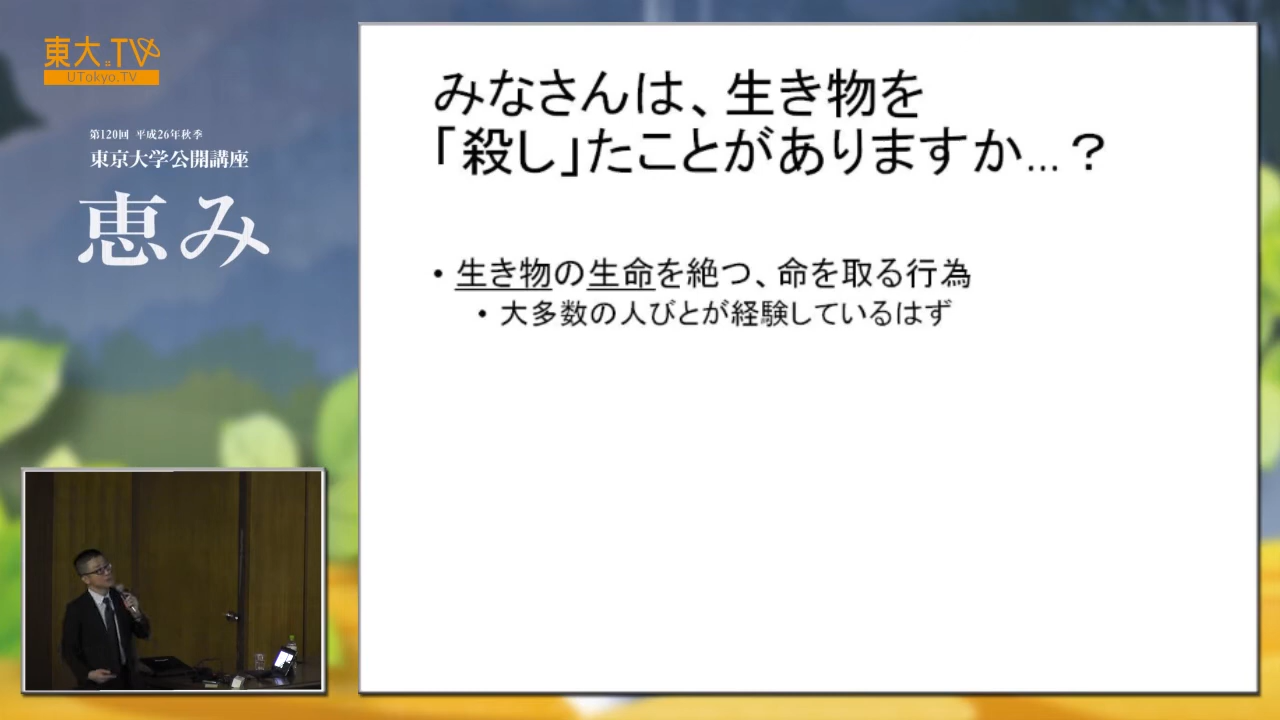 東大.TV
UTokyo.TV
第120回 平成26年秋季
東京大学公開講座
恵み
みなさんは、生き物を
「殺し」たことがありますか…？
• 生き物の生命を絶つ、命を取る行為
• 大多数の人びとが経験しているはず